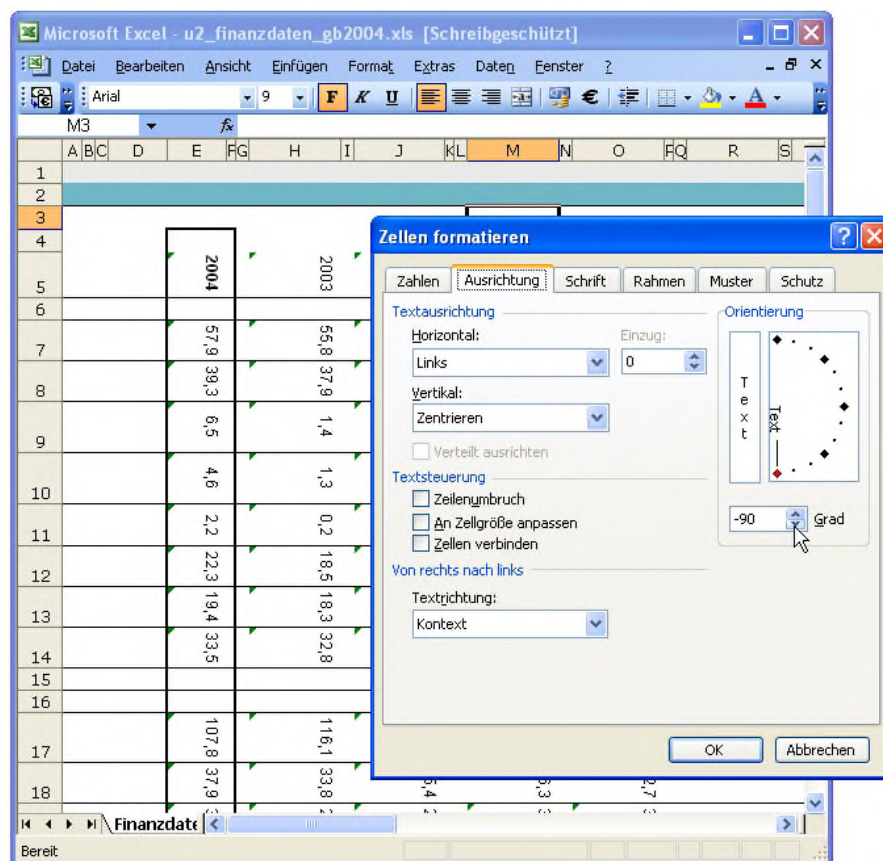 Microsoft Excel - u2_finanzdaten_gb2004.xls [Schreibgeschützt]
Datei Bearbeiten Ansicht Einfügen Format Extras Daten Fenster ?
Arial 9 F K U €
M3 fx
A B C D E F G H I J K L M N O P Q R S
1
2
3
4
5 2004 2003
6
7 57,9 55,8
8 39,3 37,9
9 6,5 1,4
10 4,6 1,3
11 2,2 0,2
12 22,3 18,5
13 19,4 18,3
14 33,5 32,8
15
16
17 107,8 116,1
18 37,9 33,8
Finanzdate
Bereit
Zellen formatieren
Zahlen Ausrichtung Schrift Rahmen Muster Schutz
Textausrichtung
Horizontal: Einzug:
Links 0
Vertikal:
Zentrieren
Verteilt ausrichten
Textsteuerung
Zeilenumbruch
An Zellgröße anpassen
Zellen verbinden
Von rechts nach links
Textrichtung:
Kontext
Orientierung
Text
Text
-90 Grad
OK Abbrechen